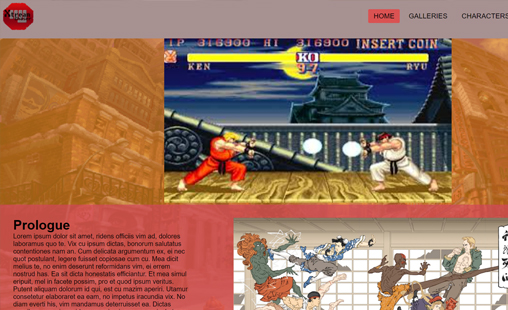 HOME GALLERIES CHARACTERS
1P 316900 HI 316900 INSERT COIN
KO
KEN RYU
Prologue
Lorem ipsum dolor sit amet, ridens officiis vim ad, dolores
laboramus quo te. Vix cu ipsum dictas, bonorum salutatus
contentiones nam an. Cum delicata argumentum ex, ei nec
quot postulant, legere fuisset copiosae cum cu. Mea dicit
melius te, no enim deserunt reformidans vim, ei errem
nostrud has. Ea sit dicta honestatis efficiantur. Et mea simul
eripuit, mei in facete possim, pro et quod ipsum veritus.
Putent aliquam dolorum id qui, est cu mazim aperiri. Utamur
consetetur elaboraret ea eam, no impetus iracundia vix. No
diam everti his, vim mandamus deterruisset ea. Dictas